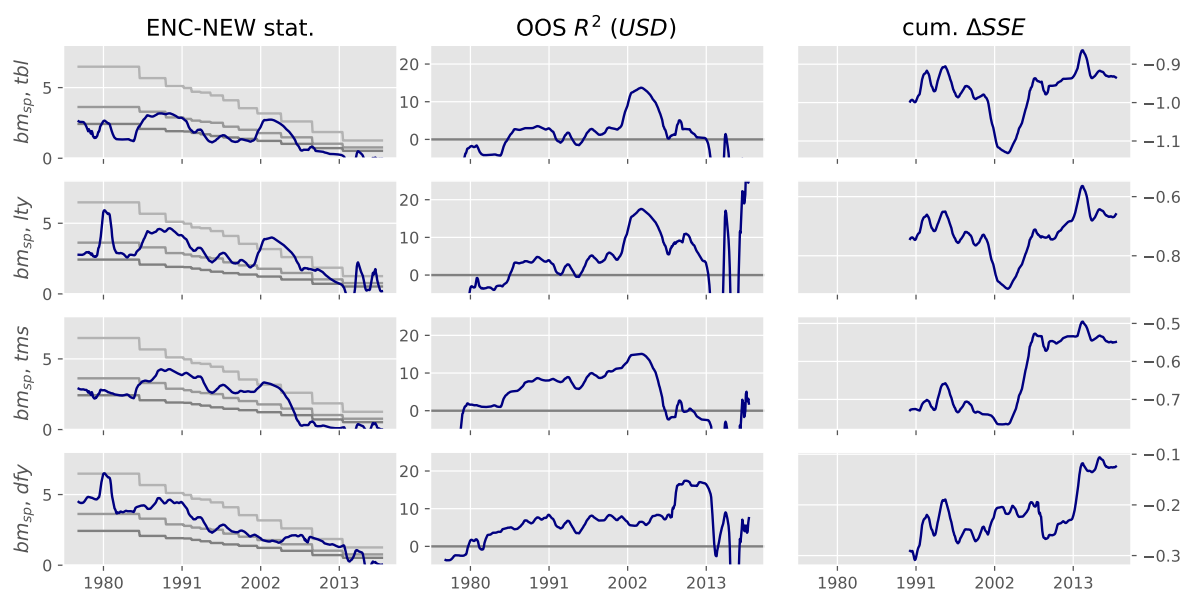 ENC-NEW stat. OOS R² (USD) cum. ΔSSE
bm_sp, tbl 5 0 20 10 0 −0.9 −1.0 −1.1
bm_sp, lty 5 0 20 10 0 −0.6 −0.8
bm_sp, tms 5 0 20 10 0 −0.5 −0.6 −0.7
bm_sp, dfy 5 0 20 10 0 −0.1 −0.2 −0.3
1980 1991 2002 2013 1980 1991 2002 2013 1980 1991 2002 2013